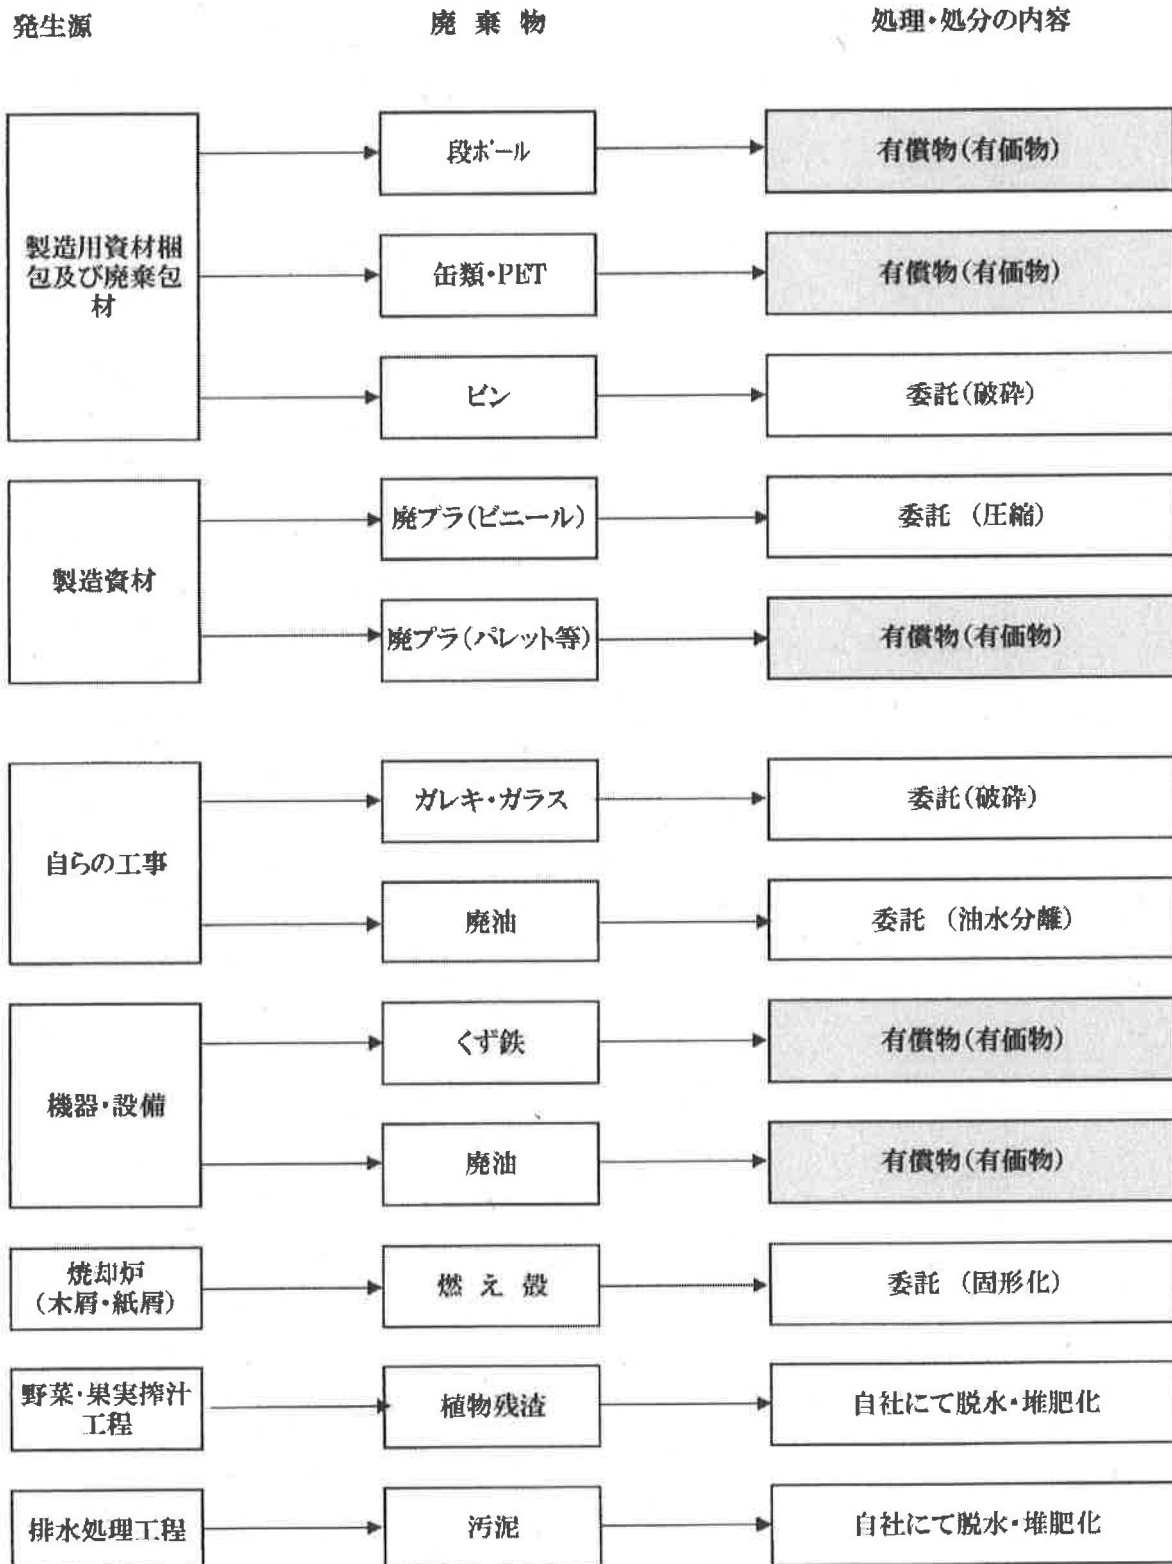 発生源 廃棄物 処理・処分の内容
製造用資材梱
包及び廃棄包
材
段ボール 有償物(有価物)
缶類・PET 有償物(有価物)
ビン 委託(破砕)
製造資材
廃プラ(ビニール) 委託 (圧縮)
廃プラ(パレット等) 有償物(有価物)
自らの工事
ガレキ・ガラス 委託(破砕)
廃油 委託 (油水分離)
機器・設備
くず鉄 有償物(有価物)
廃油 有償物(有価物)
焼却炉
(木屑・紙屑)
燃え殻 委託 (固形化)
野菜・果実搾汁
工程
植物残渣 自社にて脱水・堆肥化
排水処理工程 汚泥 自社にて脱水・堆肥化